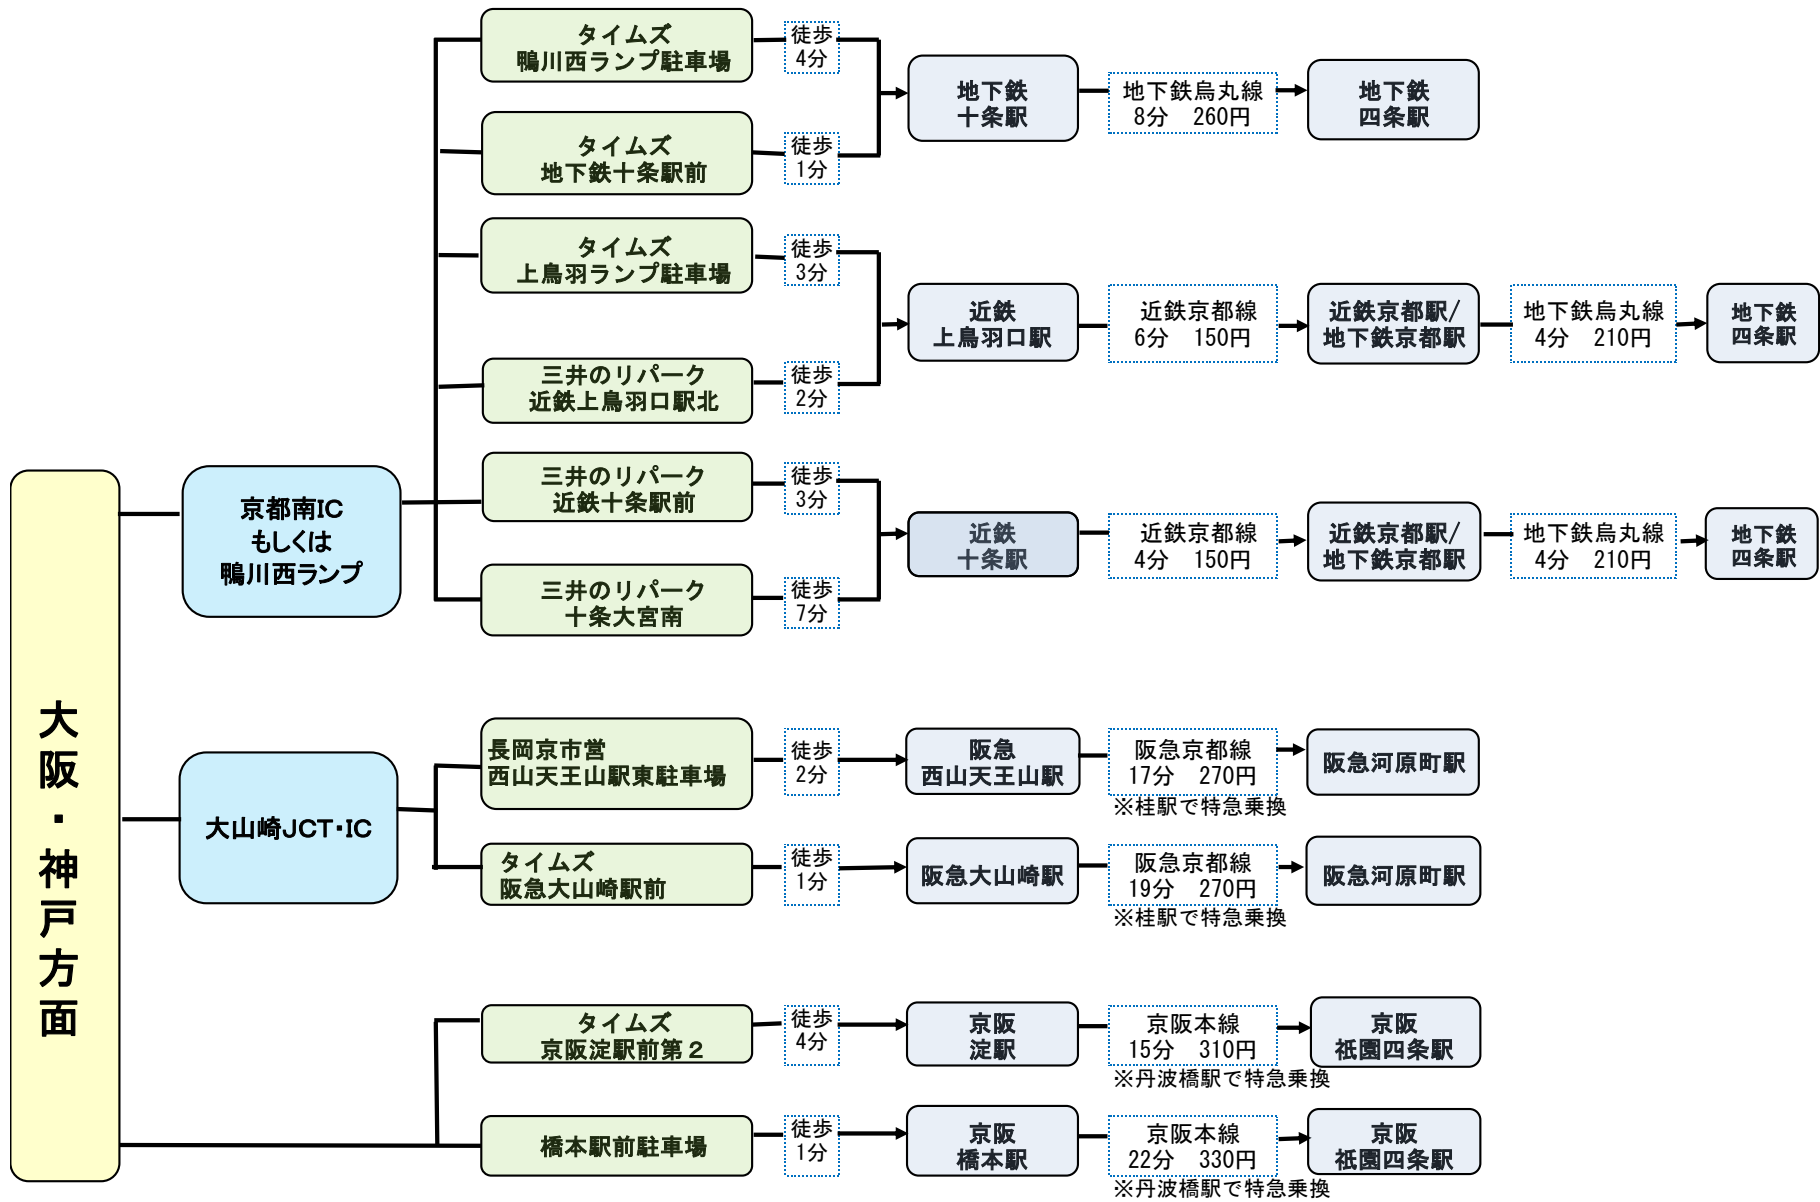 大阪・神戸方面
京都南IC
もしくは
鴨川西ランプ
タイムズ
鴨川西ランプ駐車場
徒歩
4分
タイムズ
地下鉄十条駅前
徒歩
1分
地下鉄
十条駅
地下鉄烏丸線
8分 260円
地下鉄
四条駅
タイムズ
上鳥羽ランプ駐車場
徒歩
3分
三井のリパーク
近鉄上鳥羽口駅北
徒歩
2分
近鉄
上鳥羽口駅
近鉄京都線
6分 150円
近鉄京都駅/
地下鉄京都駅
地下鉄烏丸線
4分 210円
地下鉄
四条駅
三井のリパーク
近鉄十条駅前
徒歩
3分
三井のリパーク
十条大宮南
徒歩
7分
近鉄
十条駅
近鉄京都線
4分 150円
近鉄京都駅/
地下鉄京都駅
地下鉄烏丸線
4分 210円
地下鉄
四条駅
大山崎JCT・IC
長岡京市営
西山天王山駅東駐車場
徒歩
2分
阪急
西山天王山駅
阪急京都線
17分 270円
※桂駅で特急乗換
阪急河原町駅
タイムズ
阪急大山崎駅前
徒歩
1分
阪急大山崎駅
阪急京都線
19分 270円
※桂駅で特急乗換
阪急河原町駅
タイムズ
京阪淀駅前第2
徒歩
4分
京阪
淀駅
京阪本線
15分 310円
※丹波橋駅で特急乗換
京阪
祇園四条駅
橋本駅前駐車場
徒歩
1分
京阪
橋本駅
京阪本線
22分 330円
※丹波橋駅で特急乗換
京阪
祇園四条駅